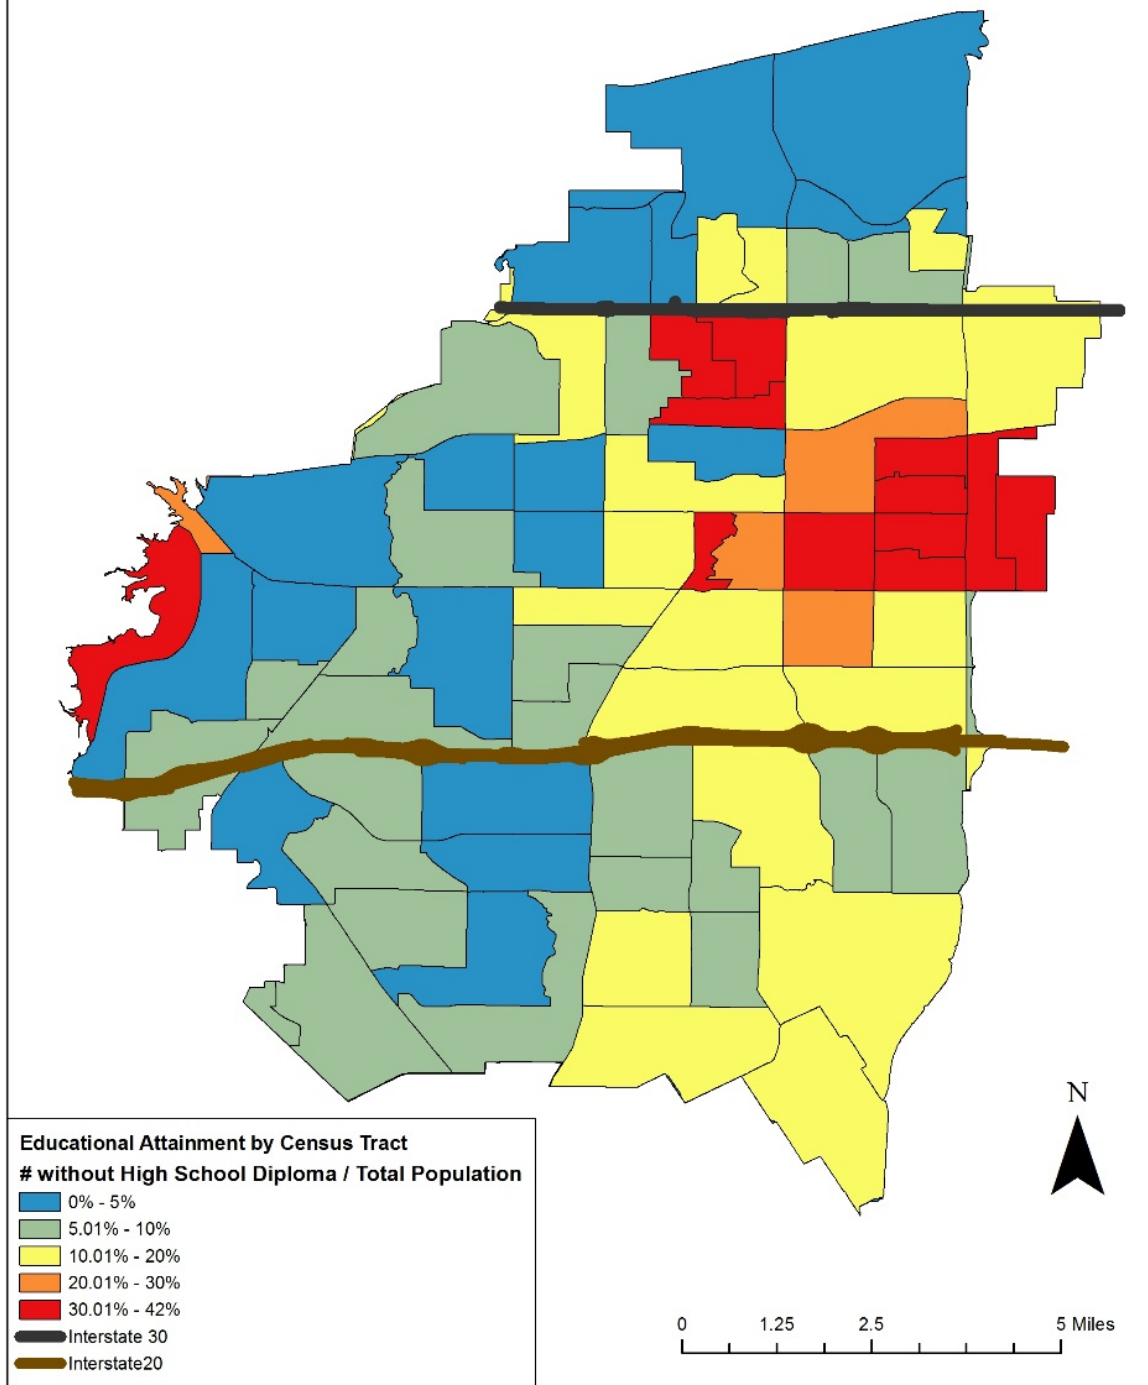 N
Educational Attainment by Census Tract
# without High School Diploma / Total Population
0% - 5%
5.01% - 10%
10.01% - 20%
20.01% - 30%
30.01% - 42%
Interstate 30
Interstate20
0 1.25 2.5 5 Miles